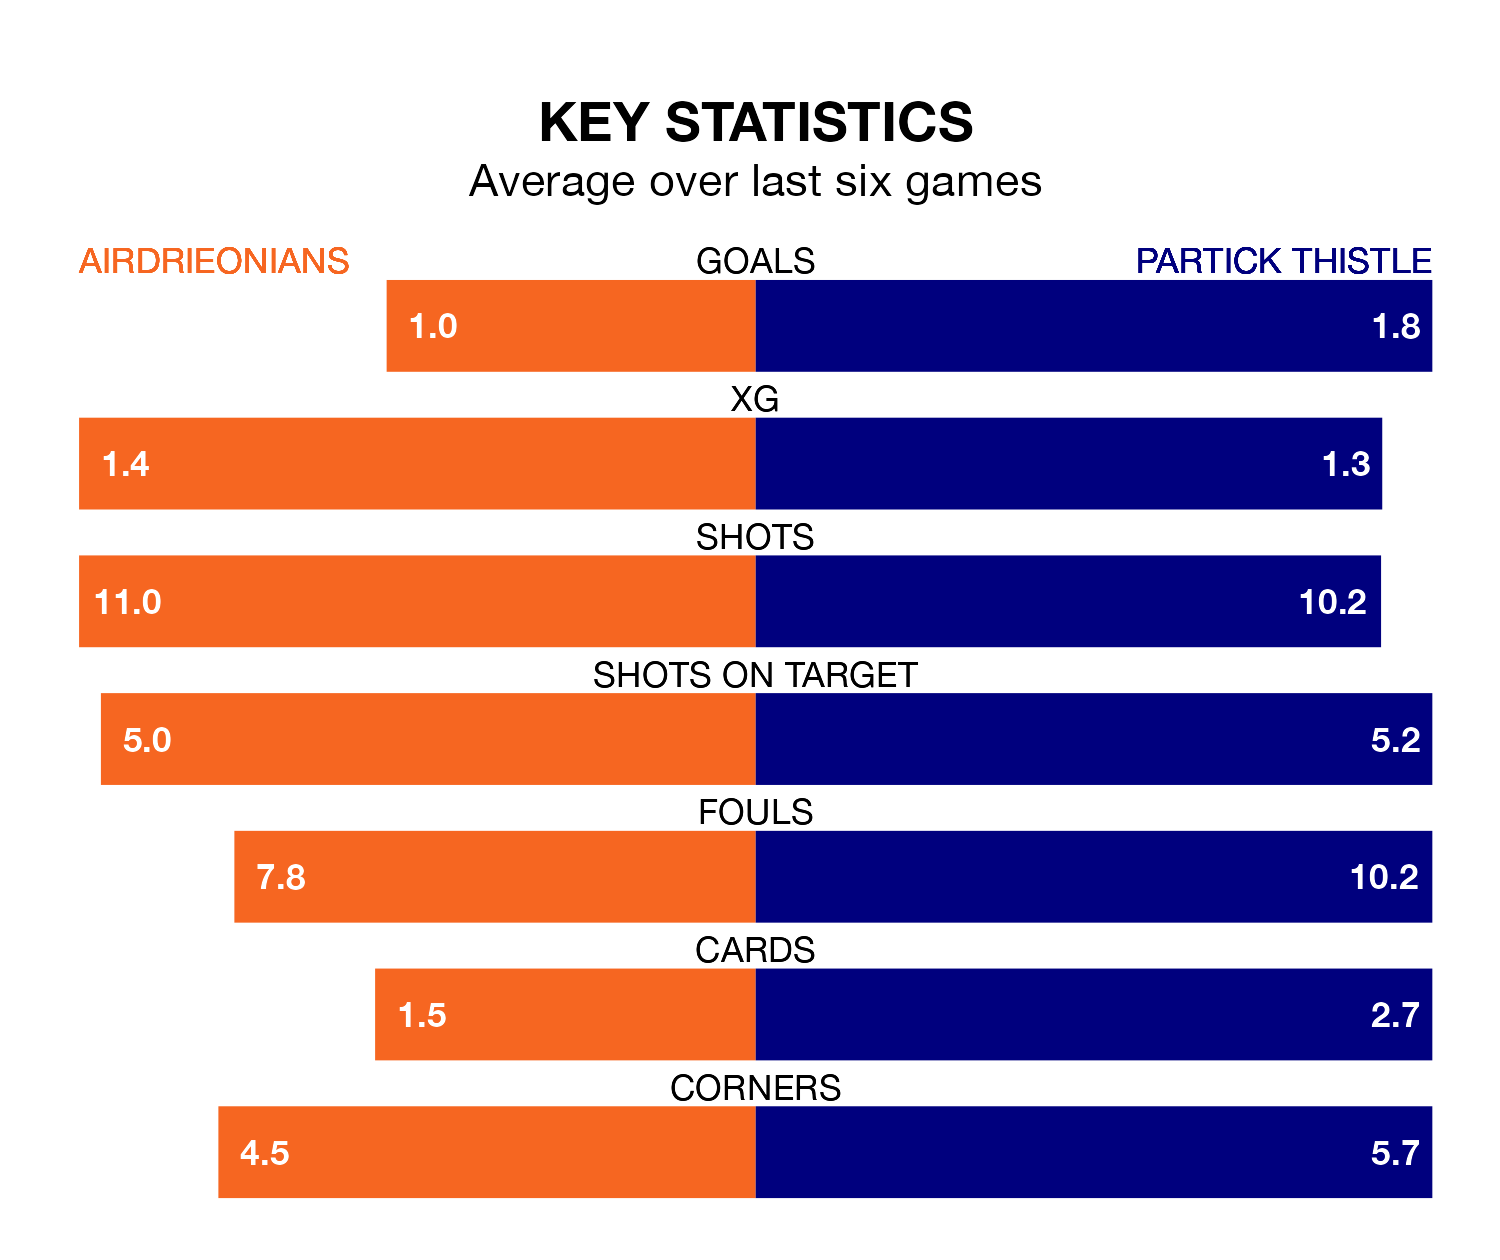 KEY STATISTICS
Average over last six games
AIRDRIEONIANS GOALS PARTICK THISTLE
1.0 1.8
XG
1.4 1.3
SHOTS
11.0 10.2
SHOTS ON TARGET
5.0 5.2
FOULS
7.8 10.2
CARDS
1.5 2.7
CORNERS
4.5 5.7